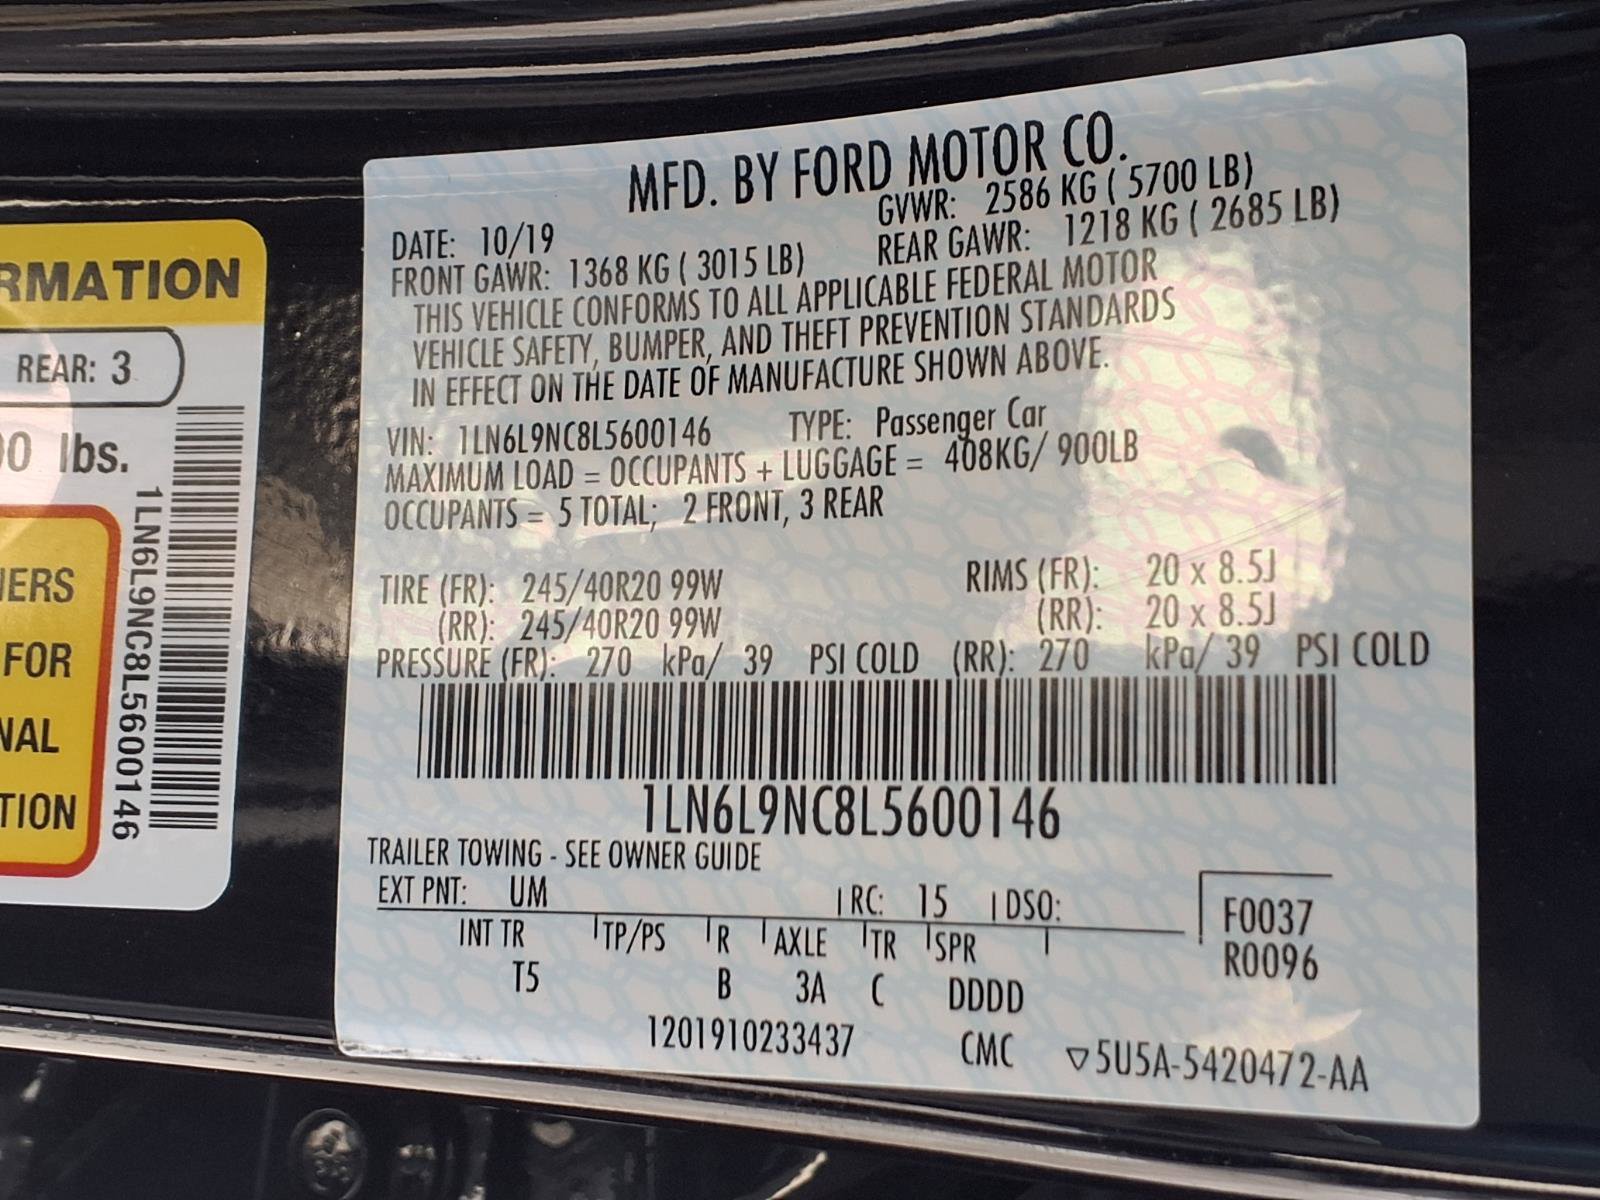 RMATION
REAR: 3
00 lbs.
IERS
FOR
NAL
TION
1LN6L9NC8L5600146
MFD. BY FORD MOTOR CO.
DATE: 10/19 GVWR: 2586 KG ( 5700 LB)
FRONT GAWR: 1368 KG ( 3015 LB) REAR GAWR: 1218 KG ( 2685 LB)
THIS VEHICLE CONFORMS TO ALL APPLICABLE FEDERAL MOTOR
VEHICLE SAFETY, BUMPER, AND THEFT PREVENTION STANDARDS
IN EFFECT ON THE DATE OF MANUFACTURE SHOWN ABOVE.
VIN: 1LN6L9NC8L5600146 TYPE: Passenger Car
MAXIMUM LOAD = OCCUPANTS + LUGGAGE = 408KG/ 900LB
OCCUPANTS = 5 TOTAL; 2 FRONT, 3 REAR
TIRE (FR): 245/40R20 99W RIMS (FR): 20 x 8.5J
(RR): 245/40R20 99W (RR): 20 x 8.5J
PRESSURE (FR): 270 kPa/ 39 PSI COLD (RR): 270 kPa/ 39 PSI COLD
1LN6L9NC8L5600146
TRAILER TOWING - SEE OWNER GUIDE
EXT PNT: UM RC: 15 DSO: F0037
INT TR TP/PS R AXLE TR SPR R0096
T5 B 3A C DDDD
1201910233437 CMC ▽5U5A-5420472-AA